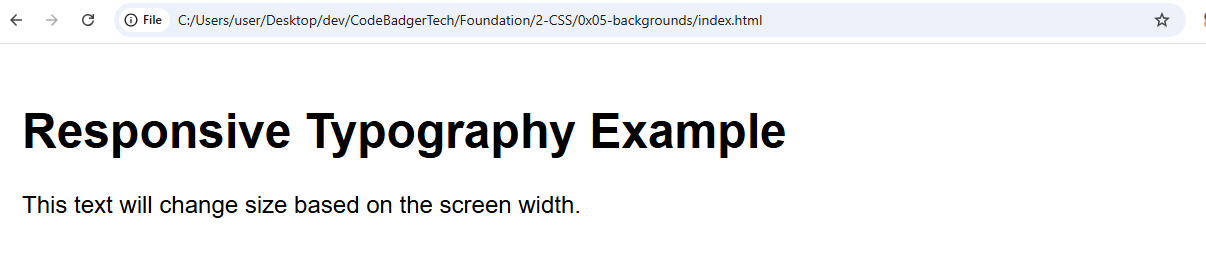 File C:/Users/user/Desktop/dev/CodeBadgerTech/Foundation/2-CSS/0x05-backgrounds/index.html
Responsive Typography Example
This text will change size based on the screen width.